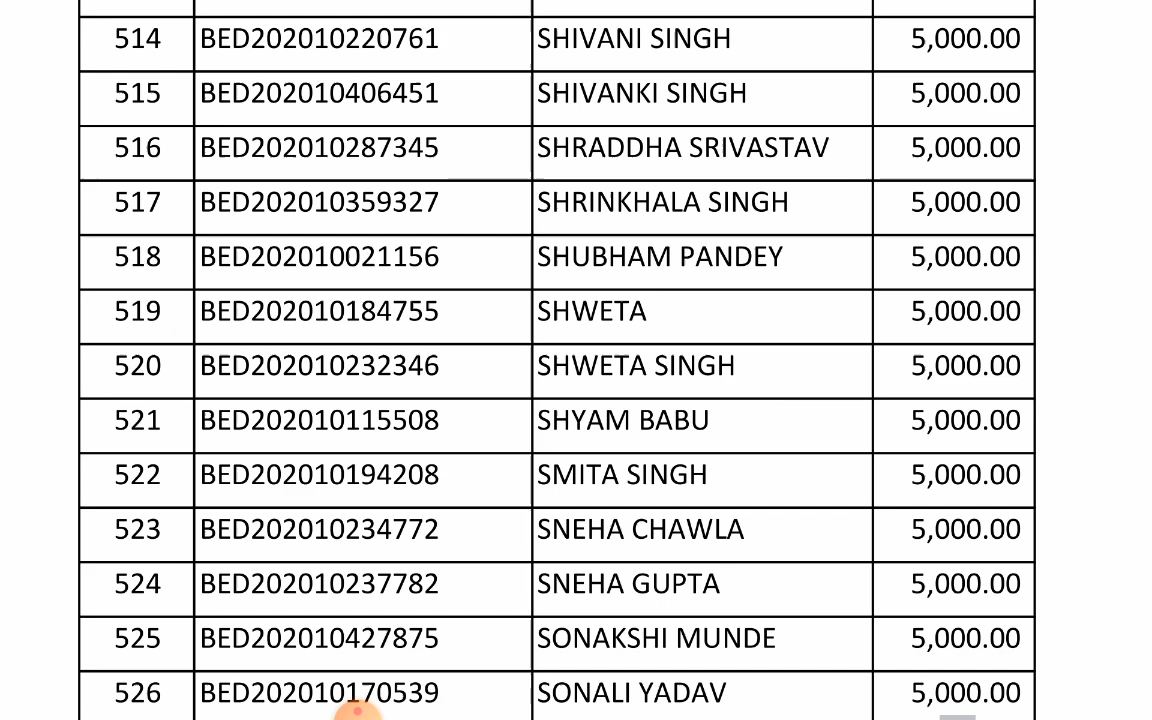 514 BED202010220761 SHIVANI SINGH 5,000.00
515 BED202010406451 SHIVANKI SINGH 5,000.00
516 BED202010287345 SHRADDHA SRIVASTAV 5,000.00
517 BED202010359327 SHRINKHALA SINGH 5,000.00
518 BED202010021156 SHUBHAM PANDEY 5,000.00
519 BED202010184755 SHWETA 5,000.00
520 BED202010232346 SHWETA SINGH 5,000.00
521 BED202010115508 SHYAM BABU 5,000.00
522 BED202010194208 SMITA SINGH 5,000.00
523 BED202010234772 SNEHA CHAWLA 5,000.00
524 BED202010237782 SNEHA GUPTA 5,000.00
525 BED202010427875 SONAKSHI MUNDE 5,000.00
526 BED202010170539 SONALI YADAV 5,000.00